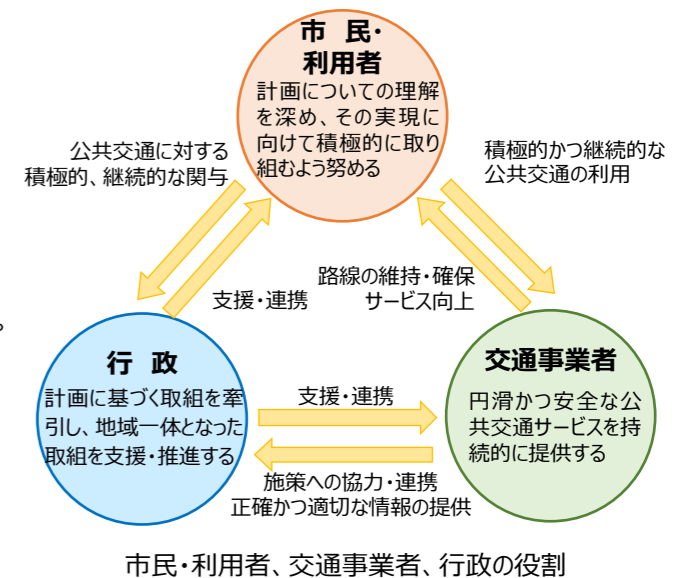 市 民・
利用者
計画についての理解
を深め、その実現に
向けて積極的に取り
組むよう努める
公共交通に対する
積極的、継続的な関与
積極的かつ継続的な
公共交通の利用
支援・連携
路線の維持・確保
サービス向上
。
行 政
計画に基づく取組を牽
引し、地域一体となった
取組を支援・推進する
支援・連携
施策への協力・連携
正確かつ適切な情報の提供
交通事業者
円滑かつ安全な公
共交通サービスを持
続的に提供する
市民・利用者、交通事業者、行政の役割